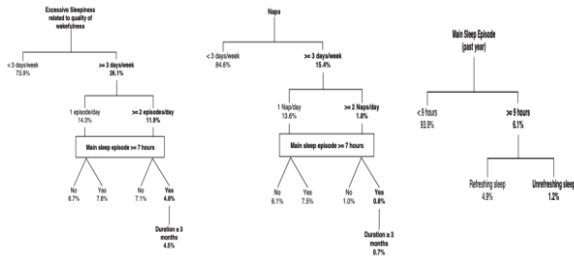 Excessive Sleepiness
related to quality of
wakefulness
< 3 days/week
73.9%
>= 3 days/week
26.1%
1 episode/day
14.3%
>= 2 episodes/day
11.9%
Main sleep episode >= 7 hours
No
6.7%
Yes
7.6%
No
7.1%
Yes
4.8%
Duration ≥ 3
months
4.6%
Naps
< 3 days/week
84.6%
>= 3 days/week
15.4%
1 Nap/day
13.6%
>= 2 Naps/day
1.8%
Main sleep episode >= 7 hours
No
6.1%
Yes
7.5%
No
1.0%
Yes
0.8%
Duration ≥ 3
months
0.7%
Main Sleep Episode
(past year)
< 9 hours
93.9%
>= 9 hours
6.1%
Refreshing sleep
4.9%
Unrefreshing sleep
1.2%